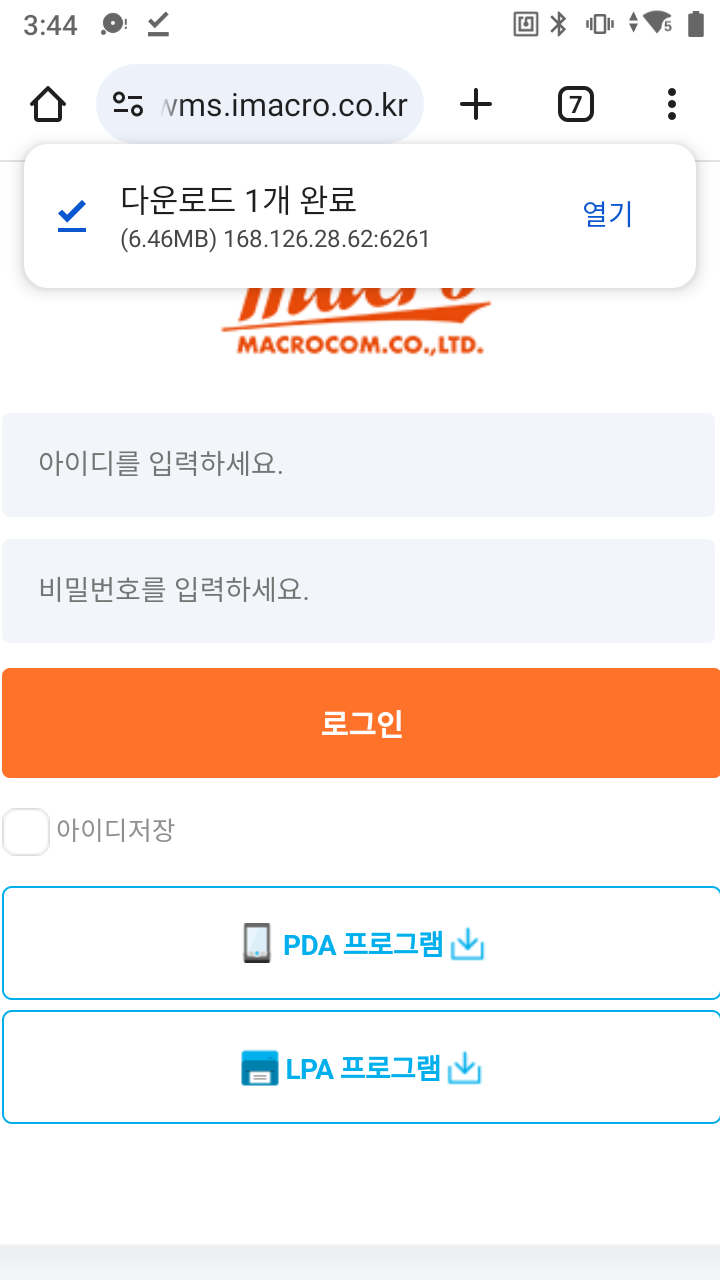 3:44
5
wms.imacro.co.kr
7
다운로드 1개 완료
열기
(6.46MB) 168.126.28.62:6261
macro
MACROCOM.CO.,LTD.
아이디를 입력하세요.
비밀번호를 입력하세요.
로그인
아이디저장
PDA 프로그램
LPA 프로그램